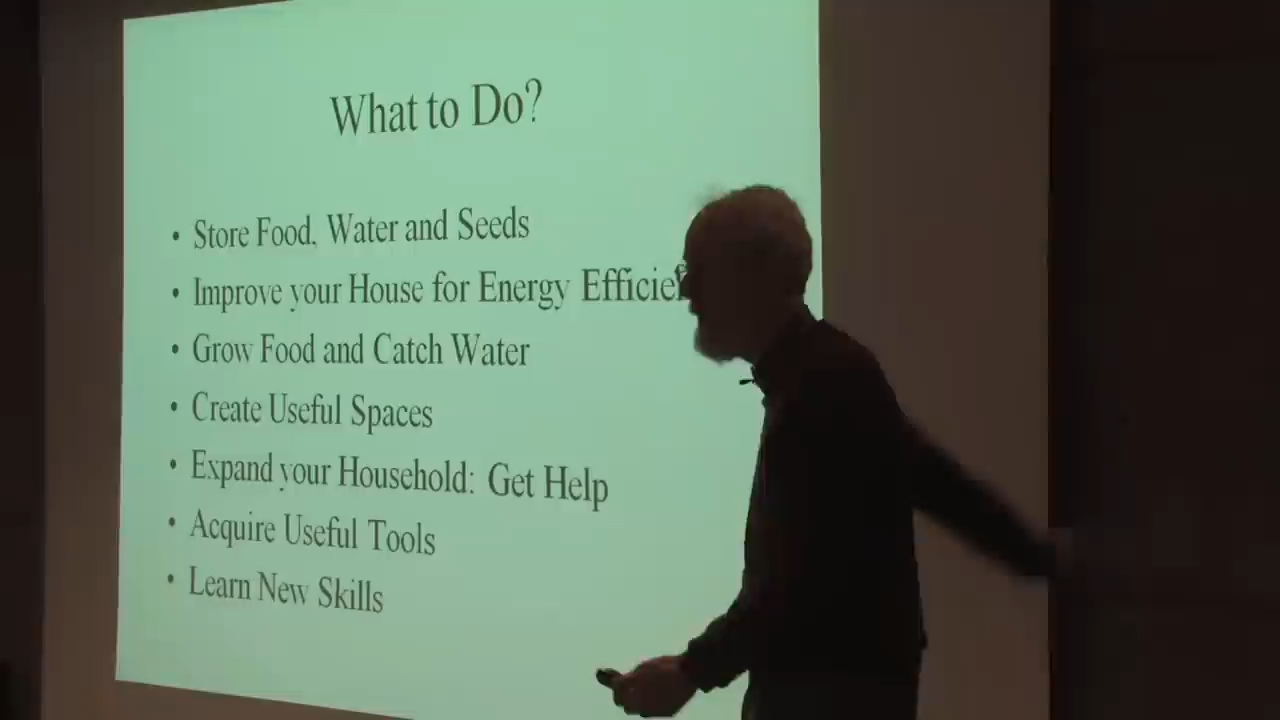 What to Do?
• Store Food, Water and Seeds
• Improve your House for Energy
• Grow Food and Catch Water
• Create Useful Spaces
• Expand your Household: Get Help
• Acquire Useful Tools
• Learn New Skills